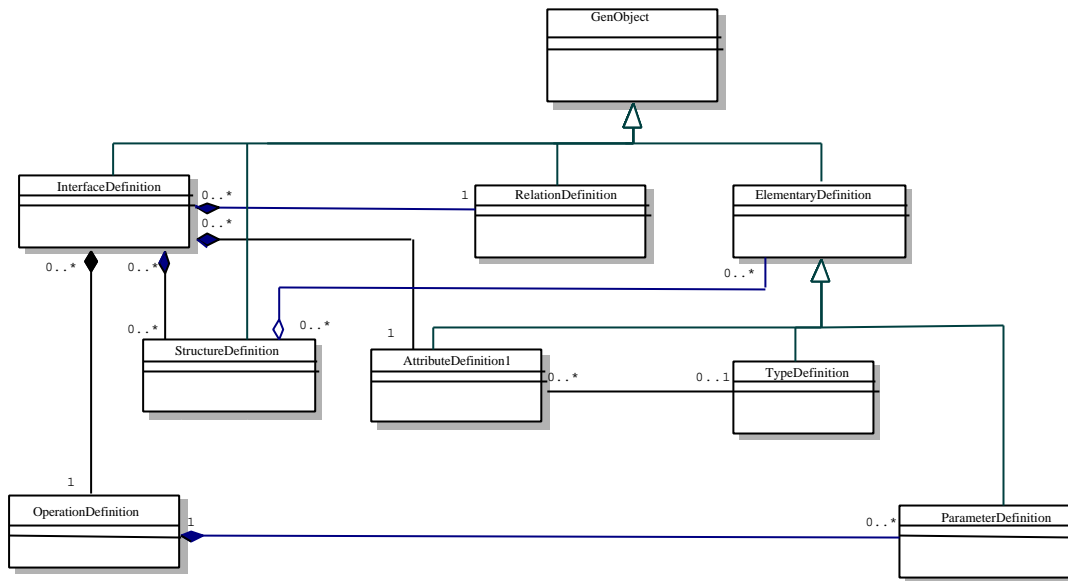 GenObject
InterfaceDefinition
0..*
1
RelationDefinition
ElementaryDefinition
0..*
0..*
0..*
0..*
0..*
0..*
1
StructureDefinition
AttributeDefinition1
0..*
0..1
TypeDefinition
1
OperationDefinition
1
0..*
ParameterDefinition